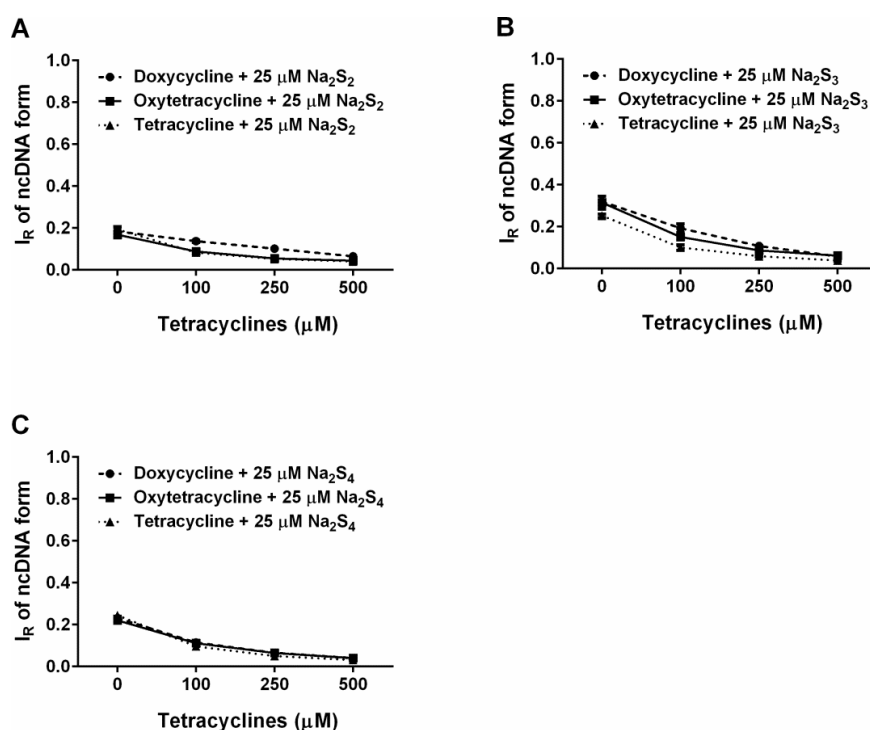 A
I_R of ncDNA form
1.0
0.8
0.6
0.4
0.2
0.0
Doxycycline + 25 μM Na₂S₂
Oxytetracycline + 25 μM Na₂S₂
Tetracycline + 25 μM Na₂S₂
0 100 250 500
Tetracyclines (μM)
B
I_R of ncDNA form
1.0
0.8
0.6
0.4
0.2
0.0
Doxycycline + 25 μM Na₂S₃
Oxytetracycline + 25 μM Na₂S₃
Tetracycline + 25 μM Na₂S₃
0 100 250 500
Tetracyclines (μM)
C
I_R of ncDNA form
1.0
0.8
0.6
0.4
0.2
0.0
Doxycycline + 25 μM Na₂S₄
Oxytetracycline + 25 μM Na₂S₄
Tetracycline + 25 μM Na₂S₄
0 100 250 500
Tetracyclines (μM)